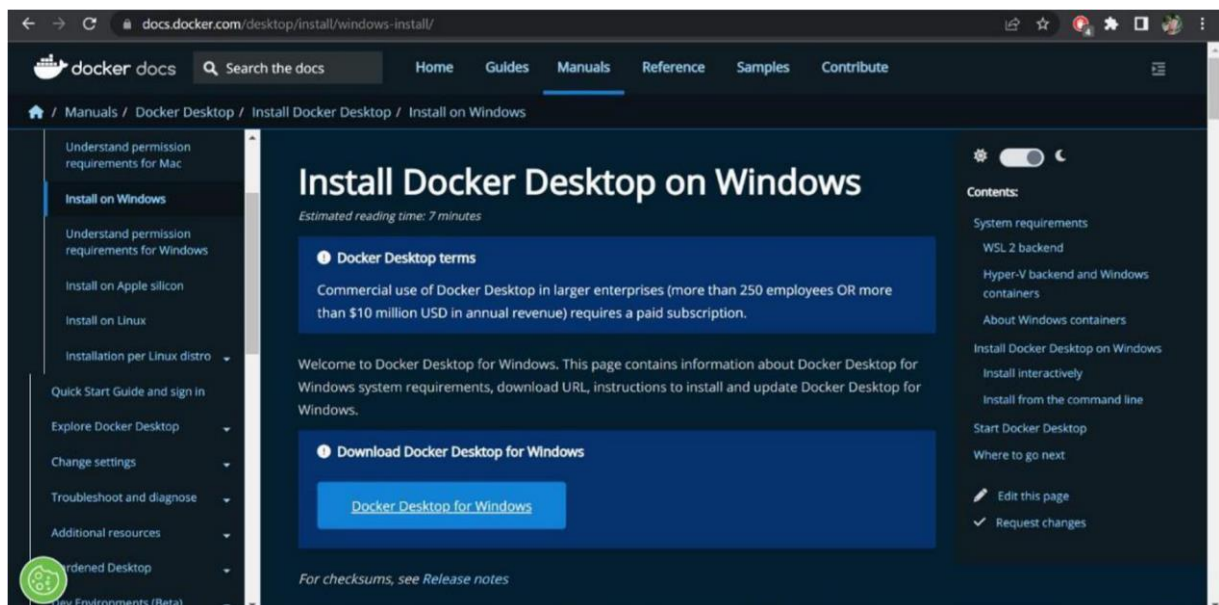 docs.docker.com/desktop/install/windows-install/
4
docker docs
Search the docs
Home
Guides
Manuals
Reference
Samples
Contribute
/ Manuals / Docker Desktop / Install Docker Desktop / Install on Windows
Understand permission
requirements for Mac
Install on Windows
Understand permission
requirements for Windows
Install on Apple silicon
Install on Linux
Installation per Linux distro
Quick Start Guide and sign in
Explore Docker Desktop
Change settings
Troubleshoot and diagnose
Additional resources
rdened Desktop
Dev Environments (Beta)
Install Docker Desktop on Windows
Estimated reading time: 7 minutes
Docker Desktop terms
Commercial use of Docker Desktop in larger enterprises (more than 250 employees OR more
than $10 million USD in annual revenue) requires a paid subscription.
Welcome to Docker Desktop for Windows. This page contains information about Docker Desktop for
Windows system requirements, download URL, instructions to install and update Docker Desktop for
Windows.
Download Docker Desktop for Windows
Docker Desktop for Windows
For checksums, see Release notes
Contents:
System requirements
WSL 2 backend
Hyper-V backend and Windows
containers
About Windows containers
Install Docker Desktop on Windows
Install interactively
Install from the command line
Start Docker Desktop
Where to go next
Edit this page
Request changes